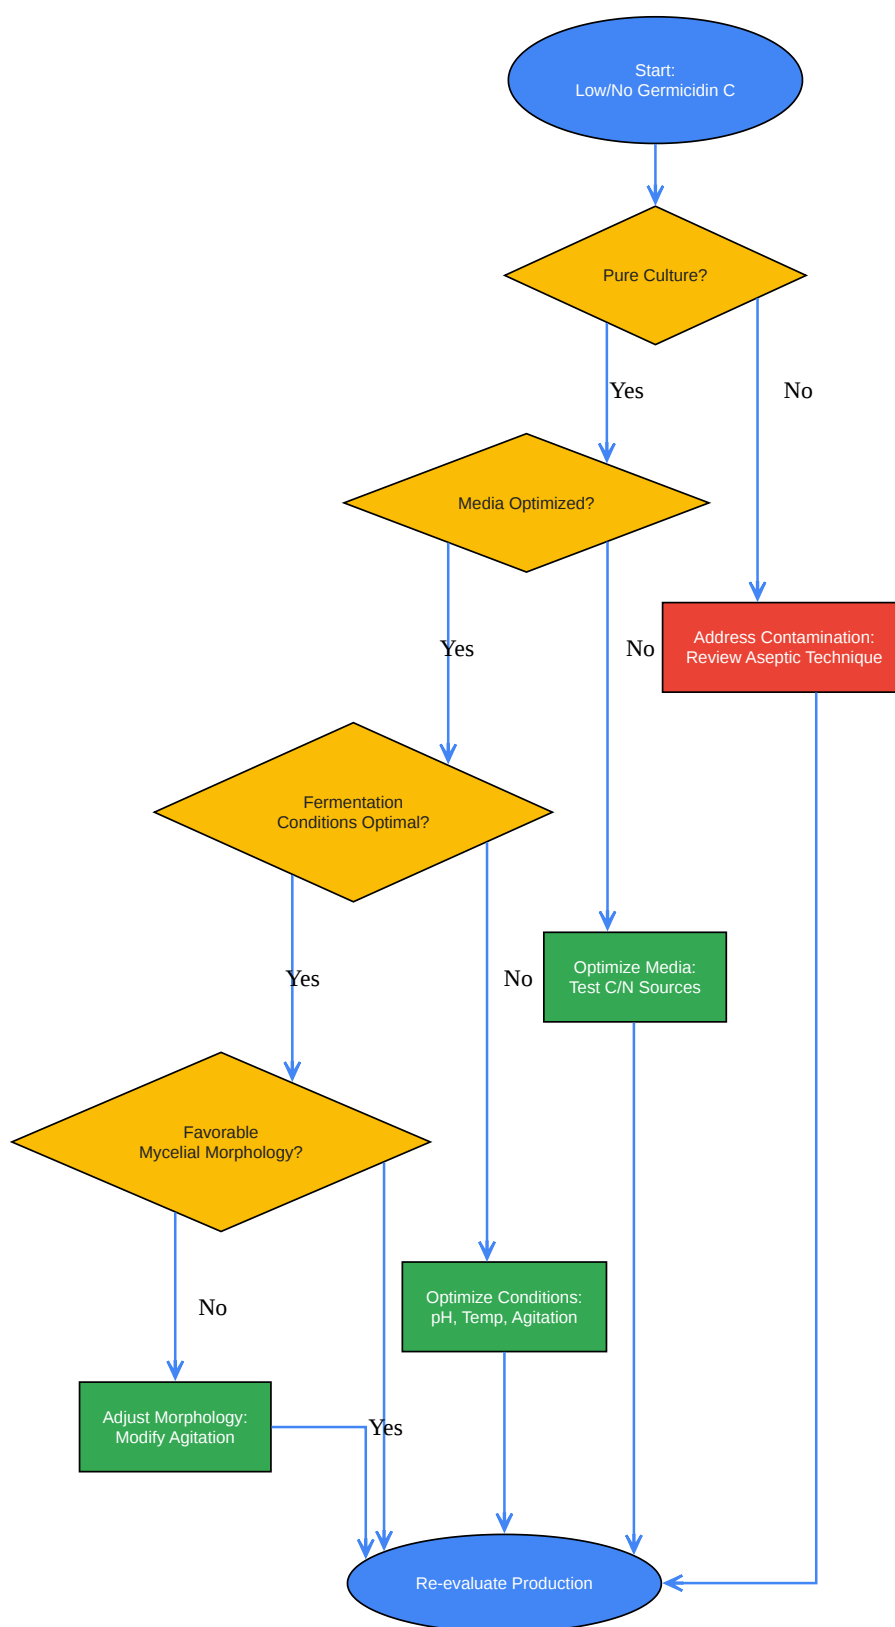 Start:
Low/No Germicidin C
Pure Culture?
Yes
No
Media Optimized?
Address Contamination:
Review Aseptic Technique
Yes
No
Fermentation
Conditions Optimal?
Optimize Media:
Test C/N Sources
Yes
No
Favorable
Mycelial Morphology?
Optimize Conditions:
pH, Temp, Agitation
No
Adjust Morphology:
Modify Agitation
Yes
Re-evaluate Production